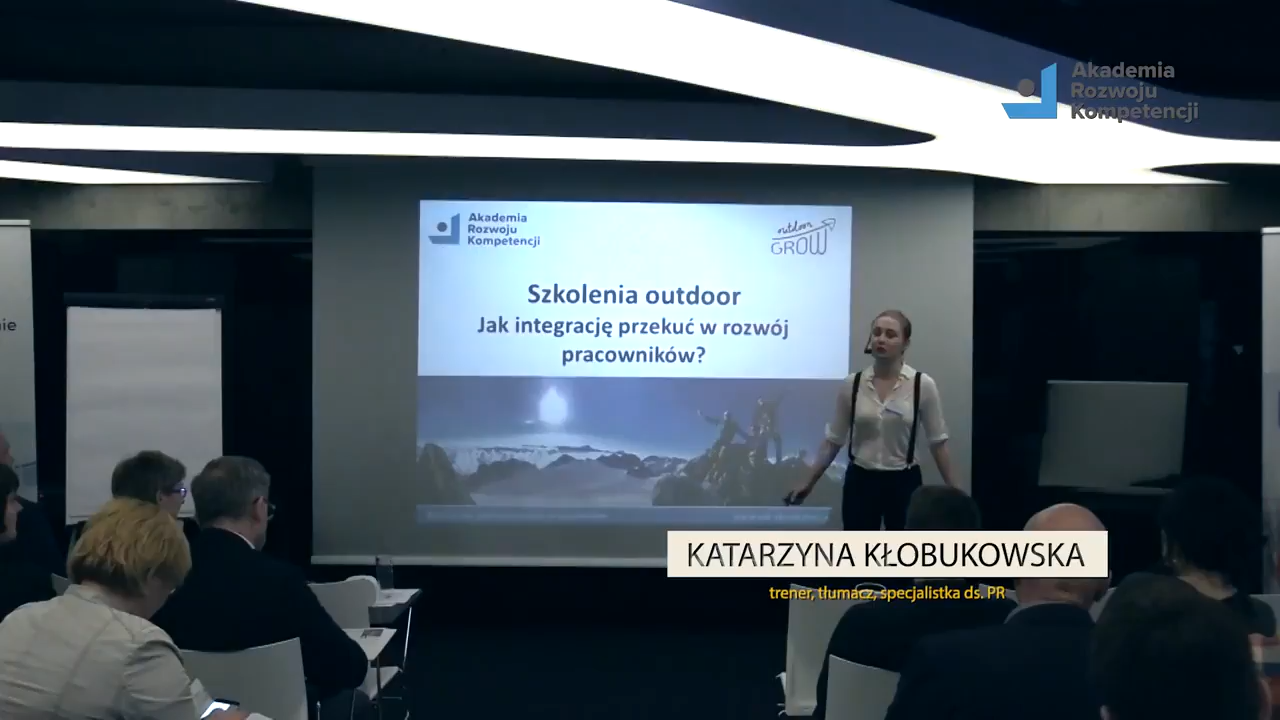 Akademia
Rozwoju
Kompetencji
Akademia
Rozwoju
Kompetencji
outdoor
GROW
Szkolenia outdoor
Jak integrację przekuć w rozwój
pracowników?
nie
KATARZYNA KŁOBUKOWSKA
trener, tłumacz, specjalistka ds. PR